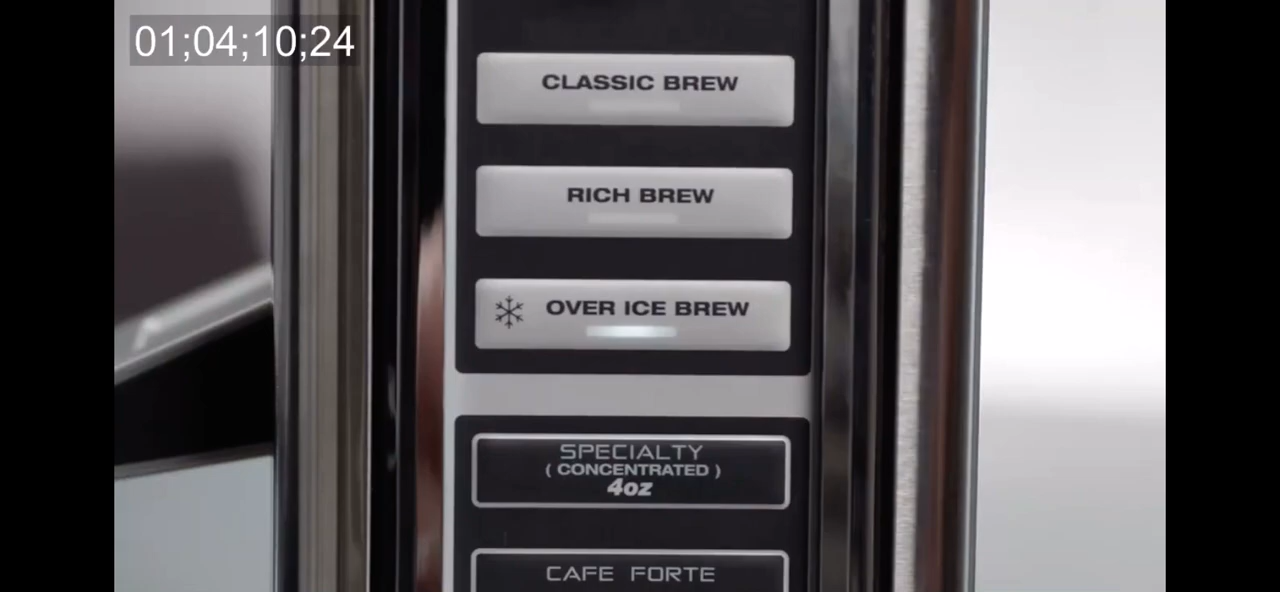 01;04;10;24
CLASSIC BREW
RICH BREW
OVER ICE BREW
SPECIALTY
( CONCENTRATED )
4oz
CAFE FORTE